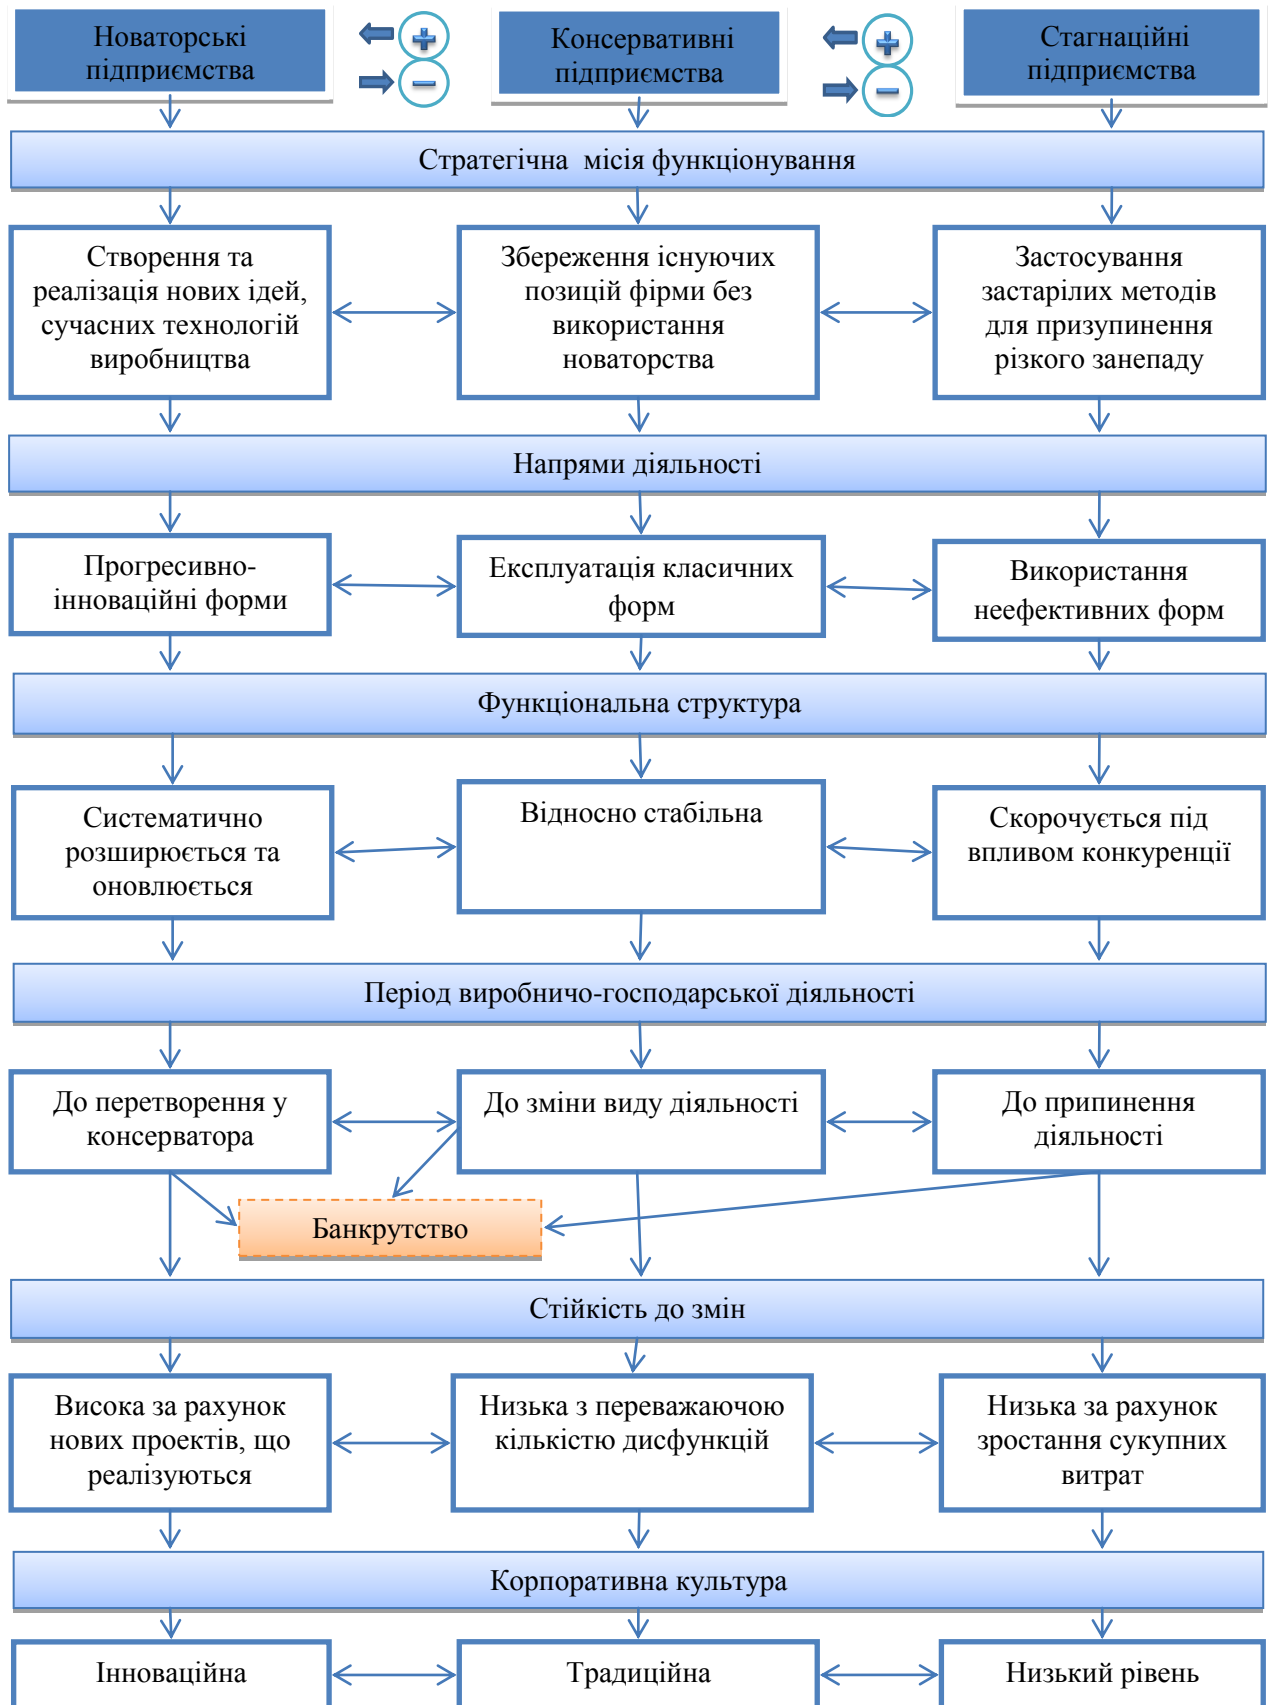 Новаторські
підприємства
Консервативні
підприємства
Стагнаційні
підприємства
Стратегічна місія функціонування
Створення та
реалізація нових ідей,
сучасних технологій
виробництва
Збереження існуючих
позицій фірми без
використання
новаторства
Застосування
застарілих методів
для призупинення
різкого занепаду
Напрями діяльності
Прогресивно-
інноваційні форми
Експлуатація класичних
форм
Використання
неефективних форм
Функціональна структура
Систематично
розширюється та
оновлюється
Відносно стабільна
Скорочується під
впливом конкуренції
Період виробничо-господарської діяльності
До перетворення у
консерватора
До зміни виду діяльності
До припинення
діяльності
Банкрутство
Стійкість до змін
Висока за рахунок
нових проектів, що
реалізуються
Низька з переважаючою
кількістю дисфункцій
Низька за рахунок
зростання сукупних
витрат
Корпоративна культура
Інноваційна
Традиційна
Низький рівень